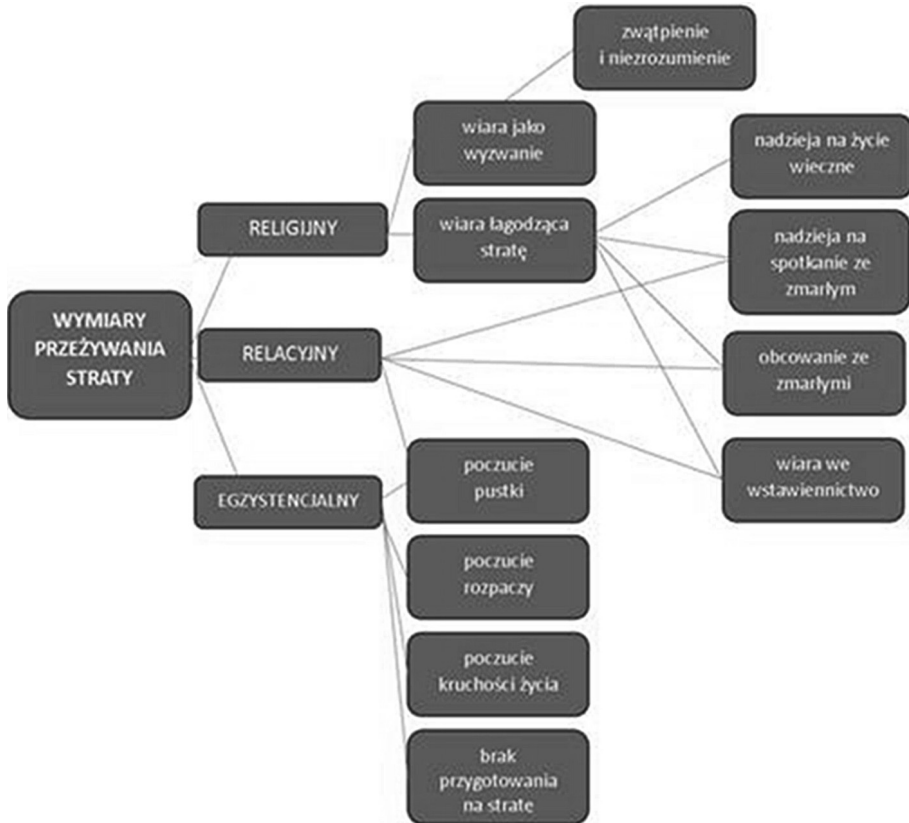 WYMIARY
PRZEŻYWANIA
STRATY
RELIGIJNY
RELACYJNY
EGZYSTENCJALNY
wiara jako
wyzwanie
wiara łagodząca
stratę
zwątpienie
i niezrozumienie
nadzieja na życie
wieczne
nadzieja na
spotkanie ze
zmarłym
obcowanie ze
zmarłymi
wiara we
wstawiennictwo
poczucie
pustki
poczucie
rozpaczy
poczucie
kruchości życia
brak
przygotowania
na stratę